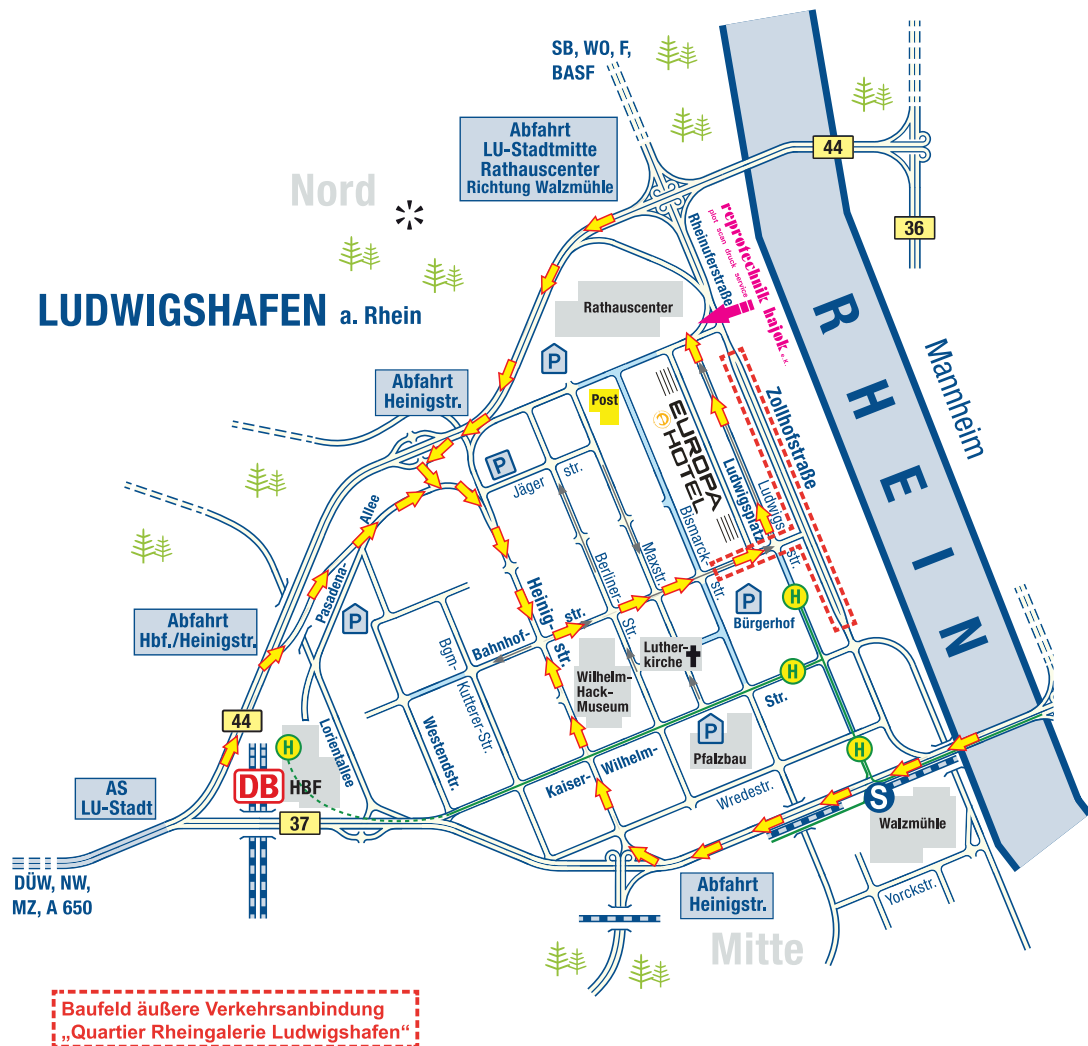 SB, WO, F,
BASF
Abfahrt
LU-Stadtmitte
Rathauscenter
Richtung Walzmühle
44
36
Nord
LUDWIGSHAFEN a. Rhein
reprotechnik hajok e.K.
plot scan druck service
Rheinuferstraße
Rathauscenter
RHEIN
Mannheim
P
Abfahrt
Heinigstr.
Post
EUROPA
HOTEL
e
Zollhofstraße
P
Jäger str.
Ludwigsplatz
Ludwigs str.
Bismarck str.
Pasadena- Allee
Berliner- Str.
Maxstr.
Heinig- str.
Bahnhof- str.
P
P
Bürgerhof
H
Abfahrt
Hbf./Heinigstr.
Bgm- Kutterer-Str.
Luther-
kirche
Wilhelm-
Hack-
Museum
H
44
H
Lorientallee
Westendstr.
Kaiser- Wilhelm- Str.
P
Pfalzbau
H
DB HBF
AS
LU-Stadt
Wredestr.
S
37
Walzmühle
DÜW, NW,
MZ, A 650
Abfahrt
Heinigstr.
Yorckstr.
Mitte
Baufeld äußere Verkehrsanbindung
„Quartier Rheingalerie Ludwigshafen“